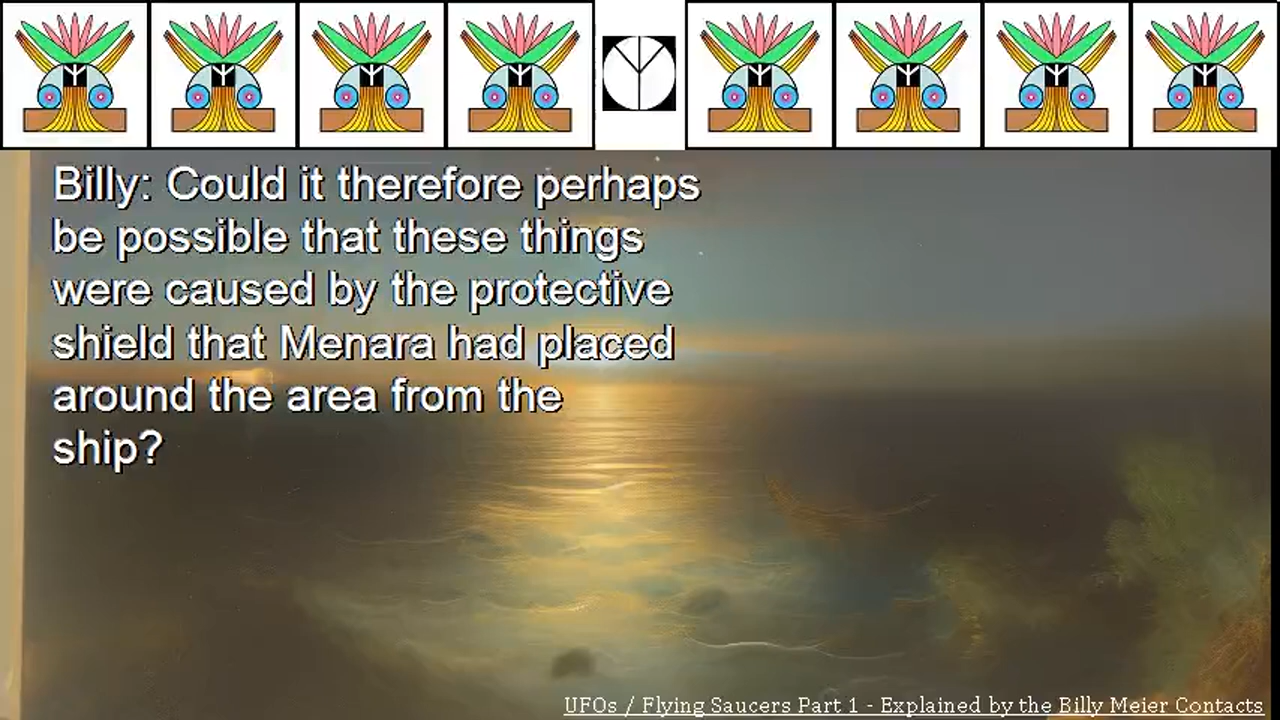 Billy: Could it therefore perhaps
be possible that these things
were caused by the protective
shield that Menara had placed
around the area from the
ship?
UFOs / Flying Saucers Part 1 - Explained by the Billy Meier Contacts